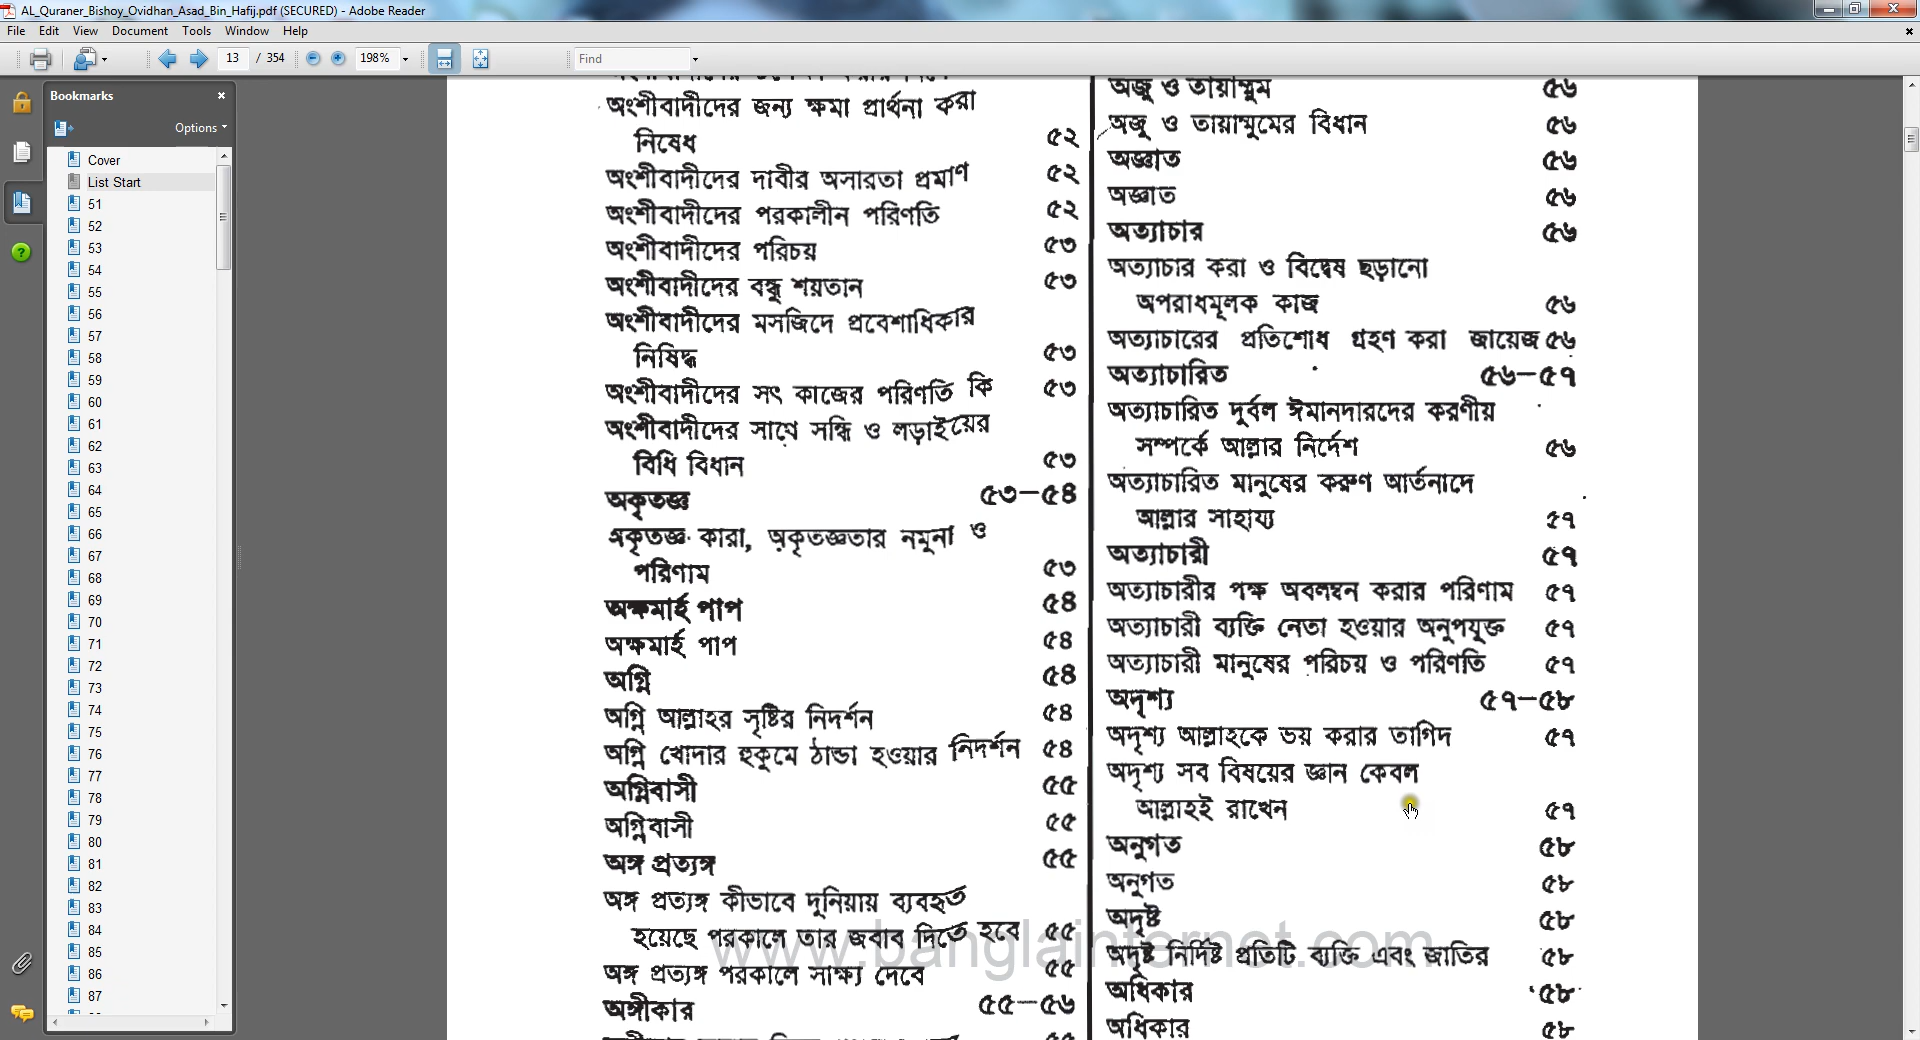 AL_Quraner_Bishoy_Ovidhan_Asad_Bin_Hafij.pdf (SECURED) - Adobe Reader
File Edit View Document Tools Window Help
13 / 354 198% Find
Bookmarks
Options
Cover
List Start
51
52
53
54
55
56
57
58
59
60
61
62
63
64
65
66
67
68
69
70
71
72
73
74
75
76
77
78
79
80
81
82
83
84
85
86
87
অংশীবাদীদের জন্য ক্ষমা প্রার্থনা করা
নিষেধ ৫২
অংশীবাদীদের দাবীর অসারতা প্রমাণ ৫২
অংশীবাদীদের পরকালীন পরিণতি ৫২
অংশীবাদীদের পরিচয় ৫৩
অংশীবাদীদের বন্ধু শয়তান ৫৩
অংশীবাদীদের মসজিদে প্রবেশাধিকার
নিষিদ্ধ ৫৩
অংশীবাদীদের সৎ কাজের পরিণতি কি ৫৩
অংশীবাদীদের সাথে সন্ধি ও লড়াইয়ের
বিধি বিধান ৫৩
অকৃতজ্ঞ ৫৩—৫৪
অকৃতজ্ঞ কারা, অকৃতজ্ঞতার নমুনা ও
পরিণাম ৫৩
অক্ষমার্হ পাপ ৫৪
অক্ষমার্হ পাপ ৫৪
অগ্নি ৫৪
অগ্নি আল্লাহর সৃষ্টির নিদর্শন ৫৪
অগ্নি খোদার হুকুমে ঠান্ডা হওয়ার নিদর্শন ৫৪
অগ্নিবাসী ৫৫
অগ্নিবাসী ৫৫
অঙ্গ প্রত্যঙ্গ ৫৫
অঙ্গ প্রত্যঙ্গ কীভাবে দুনিয়ায় ব্যবহৃত
হয়েছে পরকালে তার জবাব দিতে হবে ৫৫
অঙ্গ প্রত্যঙ্গ পরকালে সাক্ষ্য দেবে ৫৫
অঙ্গীকার ৫৫—৫৬
অজু ও তায়াম্মুম ৫৬
অজু ও তায়াম্মুমের বিধান ৫৬
অজ্ঞাত ৫৬
অজ্ঞাত ৫৬
অত্যাচার ৫৬
অত্যাচার করা ও বিদ্বেষ ছড়ানো
অপরাধমূলক কাজ ৫৬
অত্যাচারের প্রতিশোধ গ্রহণ করা জায়েজ ৫৬
অত্যাচারিত ৫৬—৫৭
অত্যাচারিত দুর্বল ঈমানদারদের করণীয়
সম্পর্কে আল্লার নির্দেশ ৫৬
অত্যাচারিত মানুষের করুণ আর্তনাদে
আল্লার সাহায্য ৫৭
অত্যাচারী ৫৭
অত্যাচারীর পক্ষ অবলম্বন করার পরিণাম ৫৭
অত্যাচারী ব্যক্তি নেতা হওয়ার অনুপযুক্ত ৫৭
অত্যাচারী মানুষের পরিচয় ও পরিণতি ৫৭
অদৃশ্য ৫৭—৫৮
অদৃশ্য আল্লাহকে ভয় করার তাগিদ ৫৭
অদৃশ্য সব বিষয়ের জ্ঞান কেবল
আল্লাহই রাখেন ৫৭
অনুগত ৫৮
অনুগত ৫৮
অদৃষ্ট ৫৮
অদৃষ্ট নির্দিষ্ট প্রতিটি ব্যক্তি এবং জাতির ৫৮
অধিকার ৫৮
অধিকার ৫৮
www.banglainternet.com